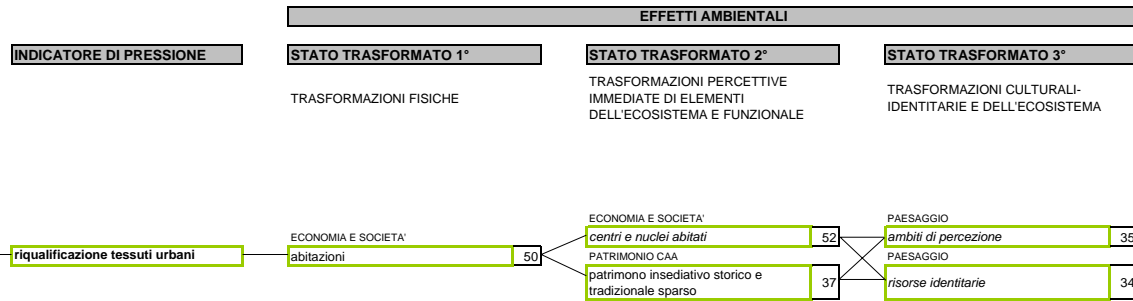 EFFETTI AMBIENTALI
INDICATORE DI PRESSIONE
STATO TRASFORMATO 1°
STATO TRASFORMATO 2°
STATO TRASFORMATO 3°
TRASFORMAZIONI FISICHE
TRASFORMAZIONI PERCETTIVE
IMMEDIATE DI ELEMENTI
DELL'ECOSISTEMA E FUNZIONALE
TRASFORMAZIONI CULTURALI-
IDENTITARIE E DELL'ECOSISTEMA
riqualificazione tessuti urbani
ECONOMIA E SOCIETA'
abitazioni 50
ECONOMIA E SOCIETA'
centri e nuclei abitati 52
PATRIMONIO CAA
patrimono insediativo storico e
tradizionale sparso 37
PAESAGGIO
ambiti di percezione 35
PAESAGGIO
risorse identitarie 34